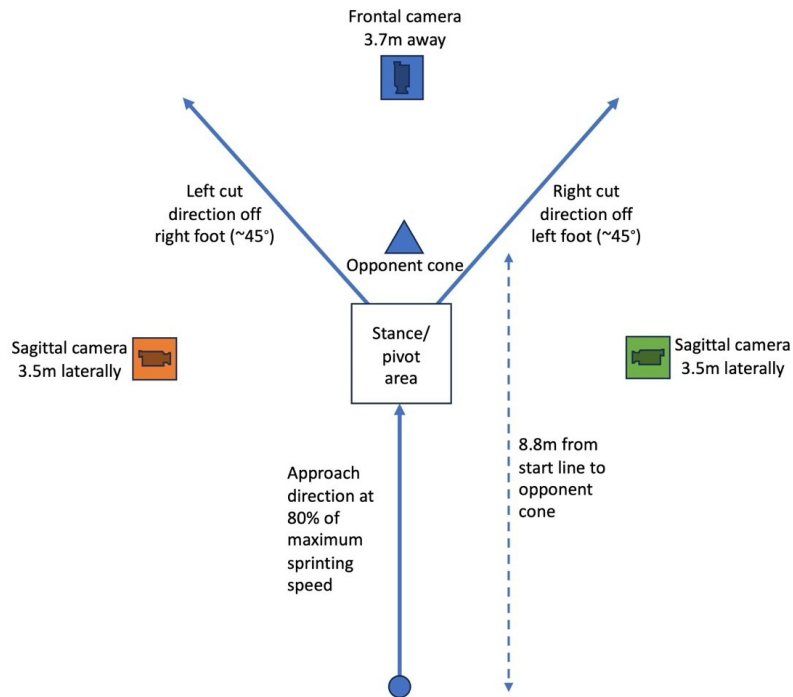 Frontal camera
3.7m away
Left cut
direction off
right foot (~45°)
Right cut
direction off
left foot (~45°)
Opponent cone
Sagittal camera
3.5m laterally
Stance/
pivot
area
Sagittal camera
3.5m laterally
Approach
direction at
80% of
maximum
sprinting
speed
8.8m from
start line to
opponent
cone